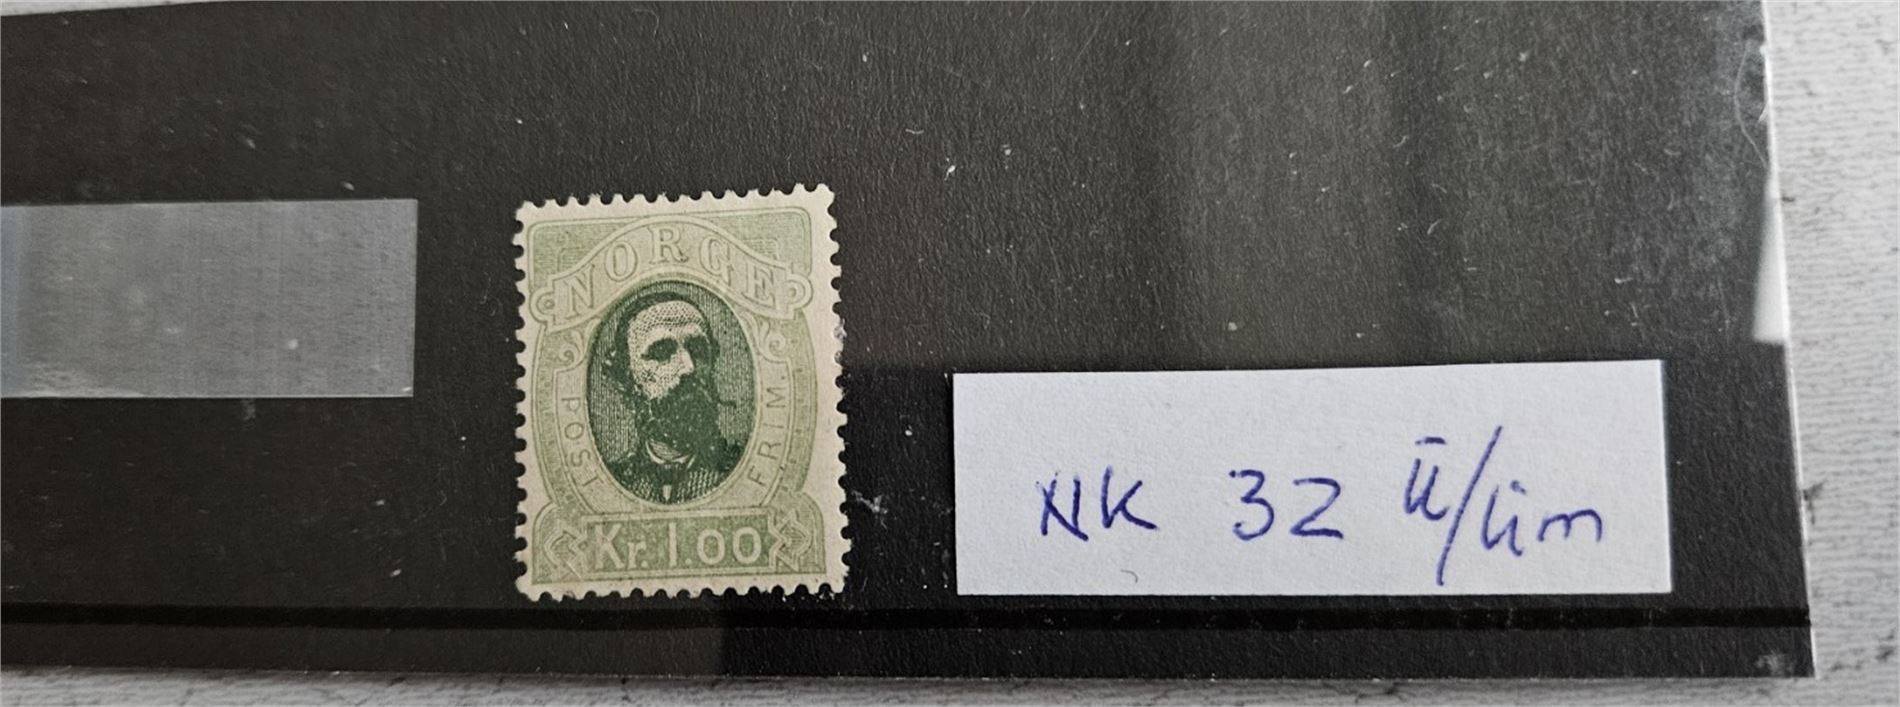 NORGE
POST FRIM.
Kr. 1.00
NK 32 U/Lim